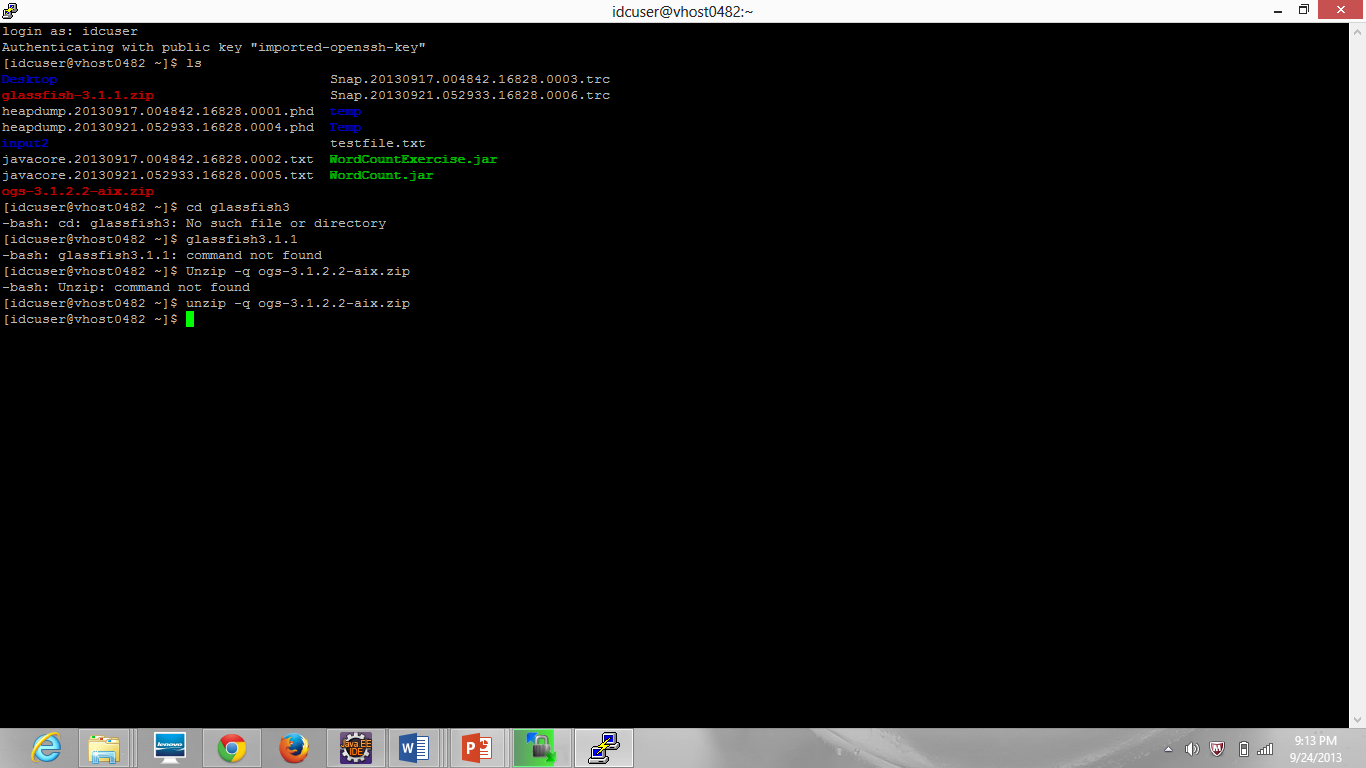 idcuser@vhost0482:~
login as: idcuser
Authenticating with public key "imported-openssh-key"
[idcuser@vhost0482 ~]$ ls
Desktop Snap.20130917.004842.16828.0003.trc
glassfish-3.1.1.zip Snap.20130921.052933.16828.0006.trc
heapdump.20130917.004842.16828.0001.phd temp
heapdump.20130921.052933.16828.0004.phd Temp
input2 testfile.txt
javacore.20130917.004842.16828.0002.txt WordCountExercise.jar
javacore.20130921.052933.16828.0005.txt WordCount.jar
ogs-3.1.2.2-aix.zip
[idcuser@vhost0482 ~]$ cd glassfish3
-bash: cd: glassfish3: No such file or directory
[idcuser@vhost0482 ~]$ glassfish3.1.1
-bash: glassfish3.1.1: command not found
[idcuser@vhost0482 ~]$ Unzip -q ogs-3.1.2.2-aix.zip
-bash: Unzip: command not found
[idcuser@vhost0482 ~]$ unzip -q ogs-3.1.2.2-aix.zip
[idcuser@vhost0482 ~]$
lenovo
Java EE
IDE
9:13 PM
9/24/2013